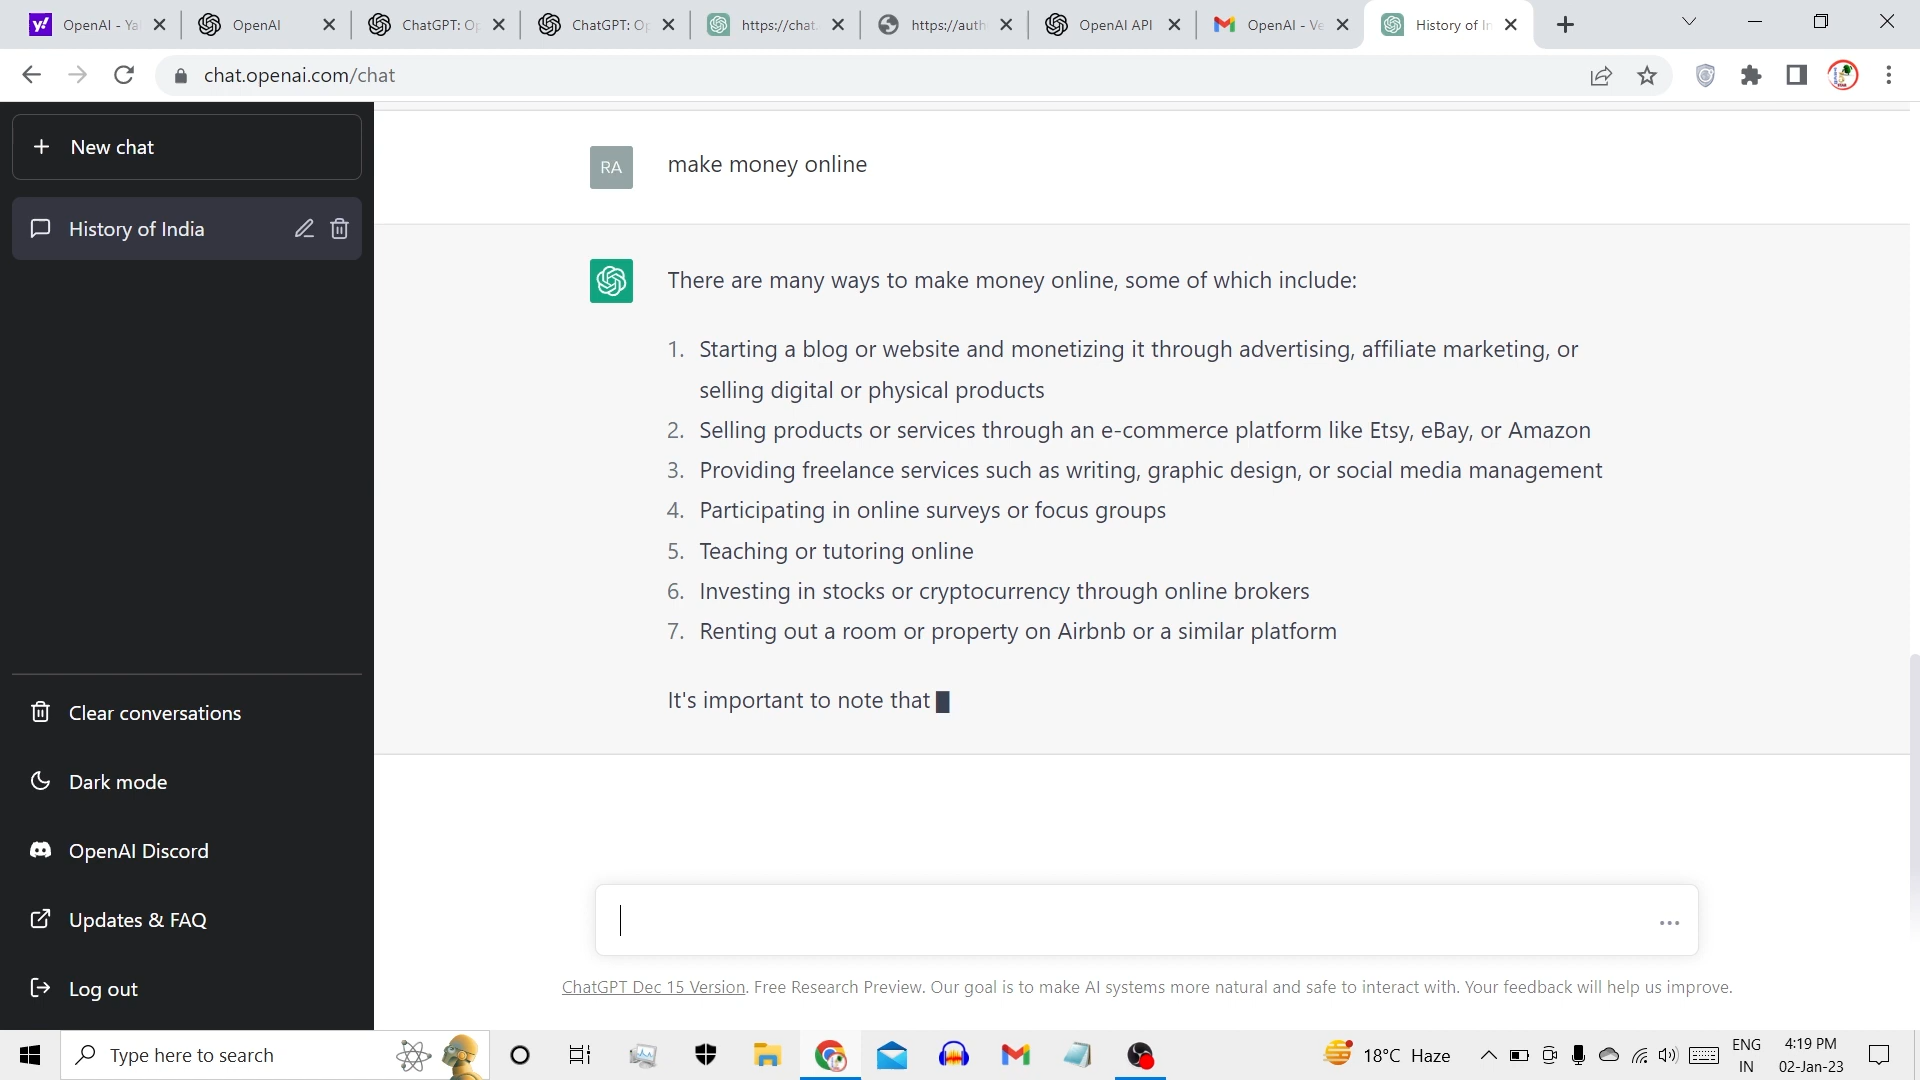 OpenAI - Ya
OpenAI
ChatGPT: Op
ChatGPT: Op
https://chat.
https://auth
OpenAI API
OpenAI - Ve
History of In
chat.openai.com/chat
New chat
History of India
Clear conversations
Dark mode
OpenAI Discord
Updates & FAQ
Log out
RA
make money online
There are many ways to make money online, some of which include:
1. Starting a blog or website and monetizing it through advertising, affiliate marketing, or
selling digital or physical products
2. Selling products or services through an e-commerce platform like Etsy, eBay, or Amazon
3. Providing freelance services such as writing, graphic design, or social media management
4. Participating in online surveys or focus groups
5. Teaching or tutoring online
6. Investing in stocks or cryptocurrency through online brokers
7. Renting out a room or property on Airbnb or a similar platform
It's important to note that
ChatGPT Dec 15 Version. Free Research Preview. Our goal is to make AI systems more natural and safe to interact with. Your feedback will help us improve.
Type here to search
18°C Haze
ENG
IN
4:19 PM
02-Jan-23